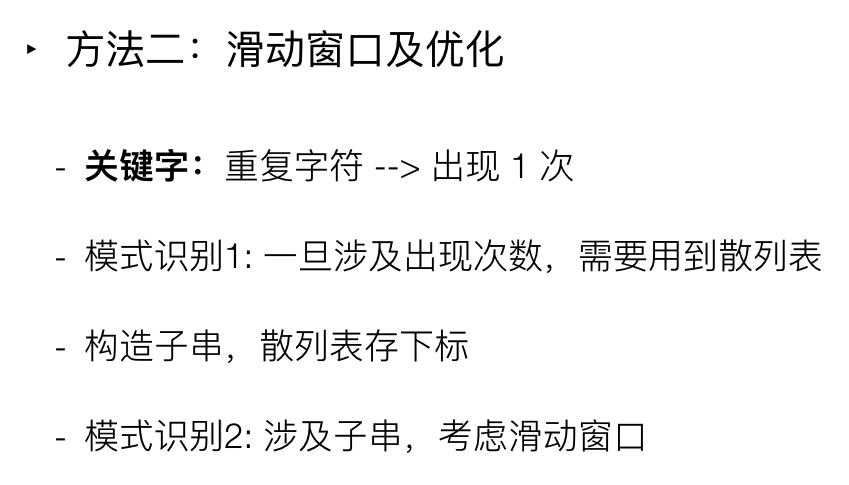 ‣ 方法二：滑动窗口及优化
- 关键字：重复字符 --> 出现 1 次
- 模式识别1: 一旦涉及出现次数，需要用到散列表
- 构造子串，散列表存下标
- 模式识别2: 涉及子串，考虑滑动窗口